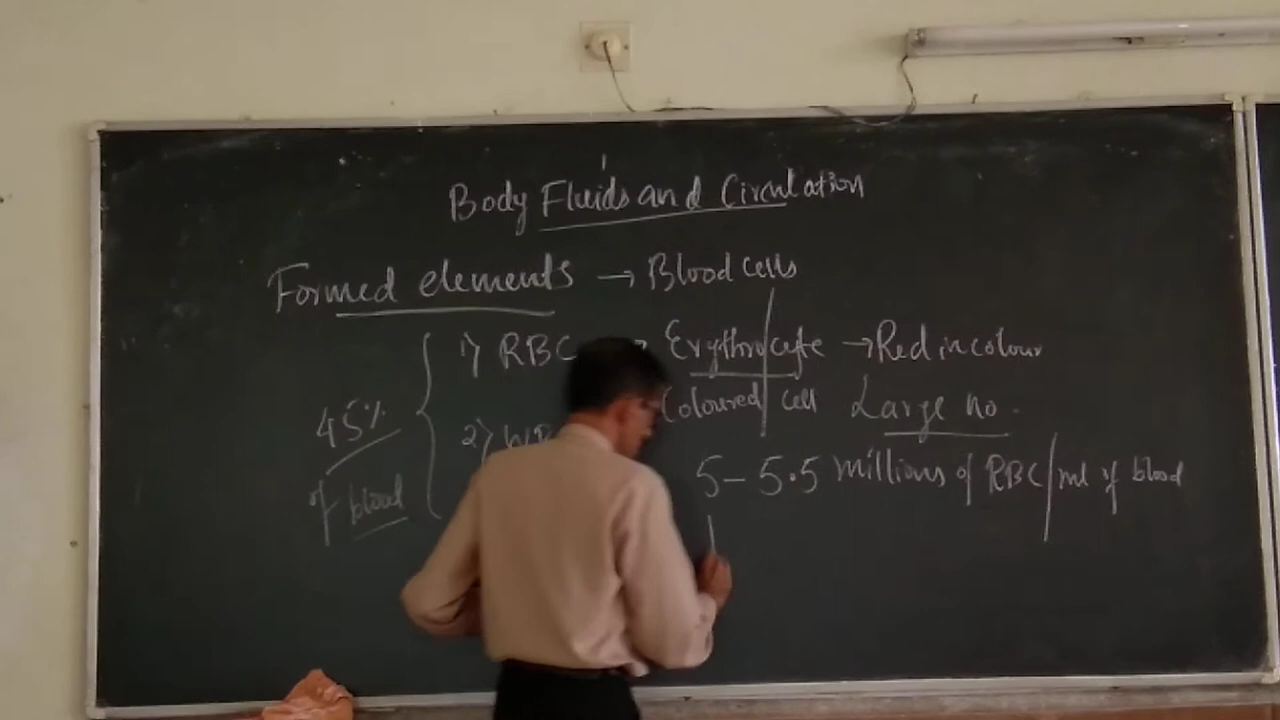 Body Fluids and Circulation
Formed elements → Blood cells
1) RBC → Erythrocyte → Red in colour
Coloured cell Large no.
45%
of blood
2) WB
5 - 5.5 millions of RBC/ml of blood